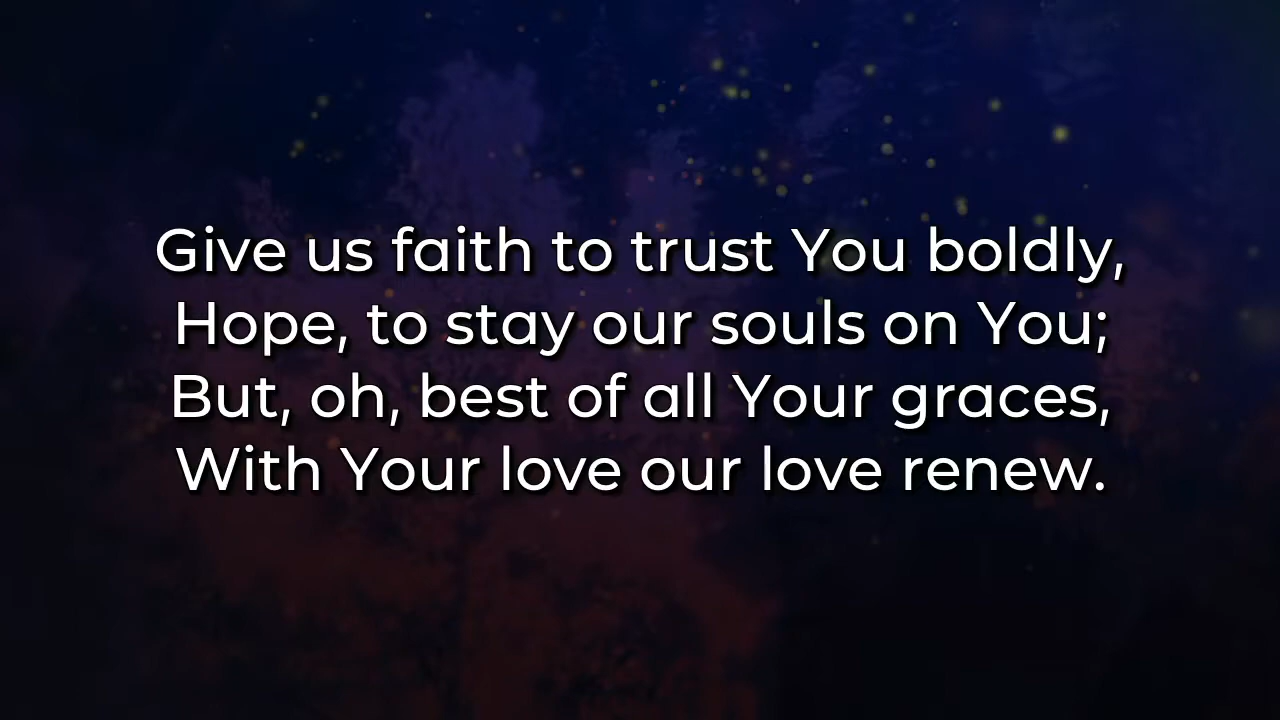 Give us faith to trust You boldly,
Hope, to stay our souls on You;
But, oh, best of all Your graces,
With Your love our love renew.